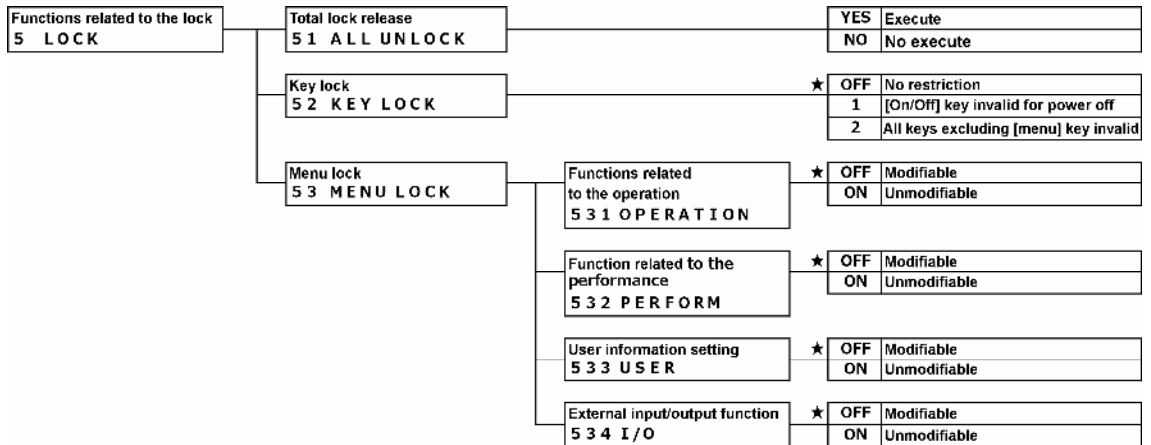 Functions related to the lock
5 LOCK
Total lock release
51 ALL UNLOCK
YES Execute
NO No execute
Key lock
52 KEY LOCK
★ OFF No restriction
1 [On/Off] key invalid for power off
2 All keys excluding [menu] key invalid
Menu lock
53 MENU LOCK
Functions related
to the operation
531 OPERATION
★ OFF Modifiable
ON Unmodifiable
Function related to the
performance
532 PERFORM
★ OFF Modifiable
ON Unmodifiable
User information setting
533 USER
★ OFF Modifiable
ON Unmodifiable
External input/output function
534 I/O
★ OFF Modifiable
ON Unmodifiable